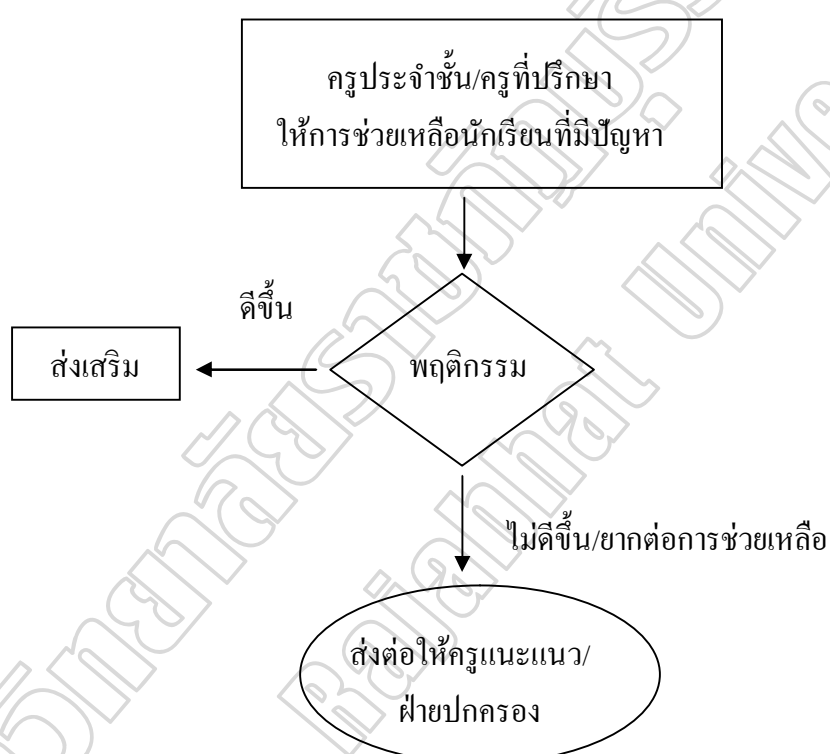 ครูประจำชั้น/ครูที่ปรึกษา
ให้การช่วยเหลือนักเรียนที่มีปัญหา
ดีขึ้น
ส่งเสริม
พฤติกรรม
ไม่ดีขึ้น/ยากต่อการช่วยเหลือ
ส่งต่อให้ครูแนะแนว/
ฝ่ายปกครอง